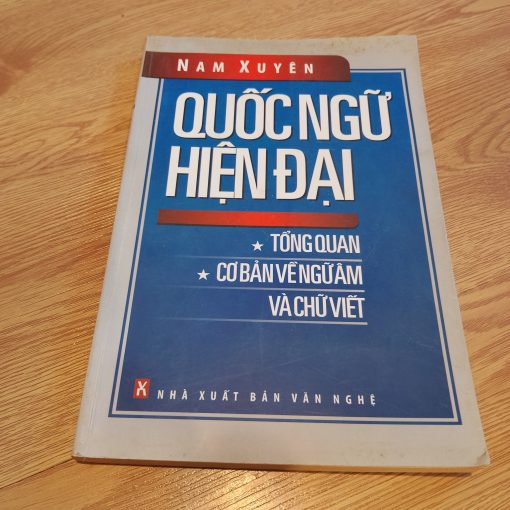 NAM XUYÊN
QUỐC NGỮ
HIỆN ĐẠI
★ TỔNG QUAN
★ CƠ BẢN VỀ NGỮ ÂM
VÀ CHỮ VIẾT
NHÀ XUẤT BẢN VĂN NGHỆ